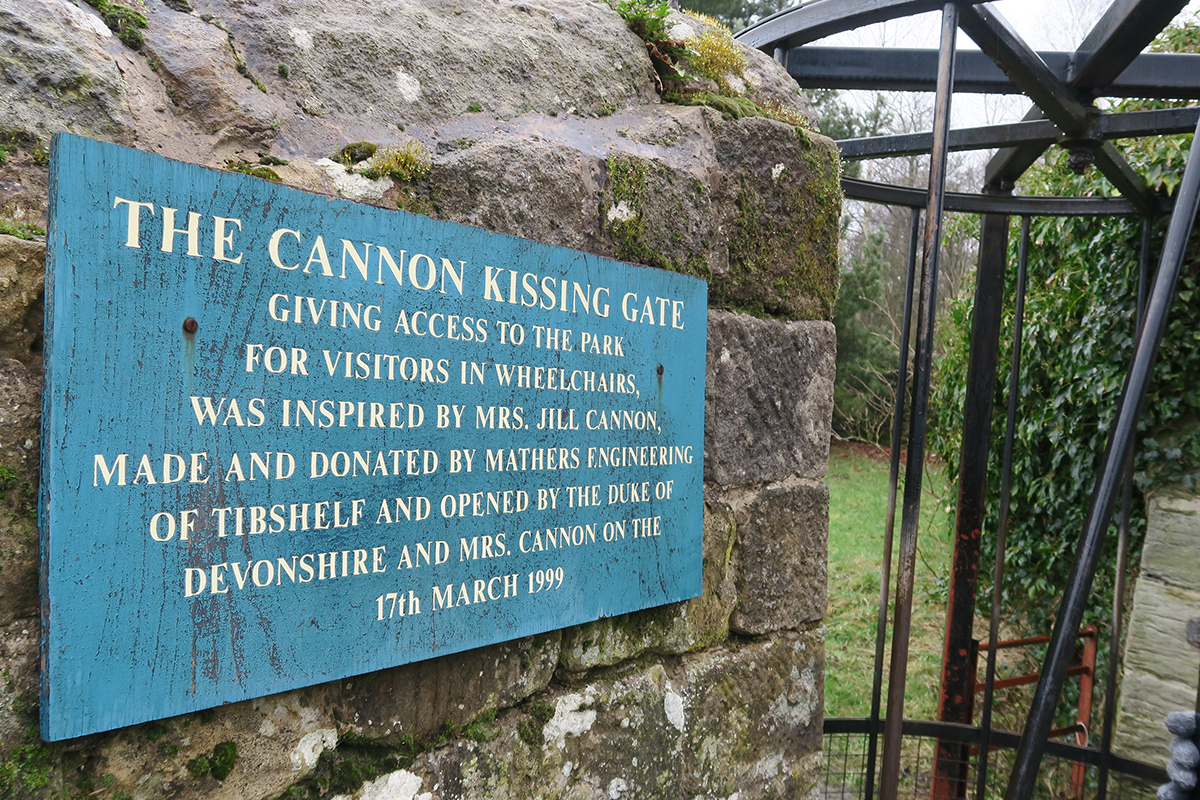 THE CANNON KISSING GATE
GIVING ACCESS TO THE PARK
FOR VISITORS IN WHEELCHAIRS,
WAS INSPIRED BY MRS. JILL CANNON,
MADE AND DONATED BY MATHERS ENGINEERING
OF TIBSHELF AND OPENED BY THE DUKE OF
DEVONSHIRE AND MRS. CANNON ON THE
17th MARCH 1999